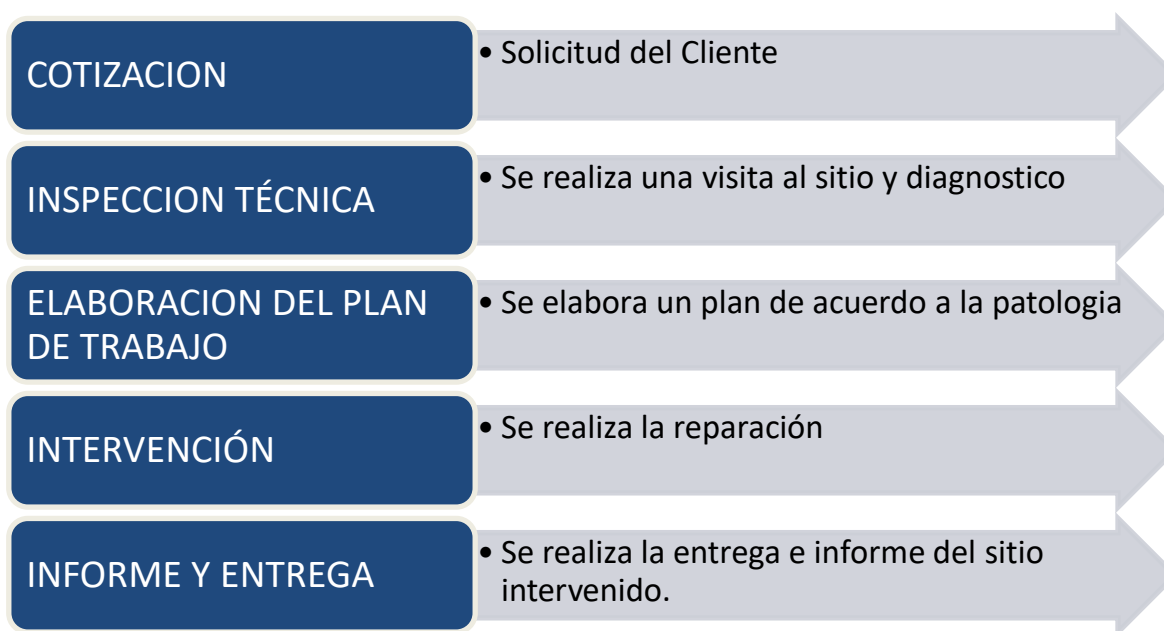 COTIZACION
• Solicitud del Cliente
INSPECCION TÉCNICA
• Se realiza una visita al sitio y diagnostico
ELABORACION DEL PLAN
DE TRABAJO
• Se elabora un plan de acuerdo a la patologia
INTERVENCIÓN
• Se realiza la reparación
INFORME Y ENTREGA
• Se realiza la entrega e informe del sitio
intervenido.